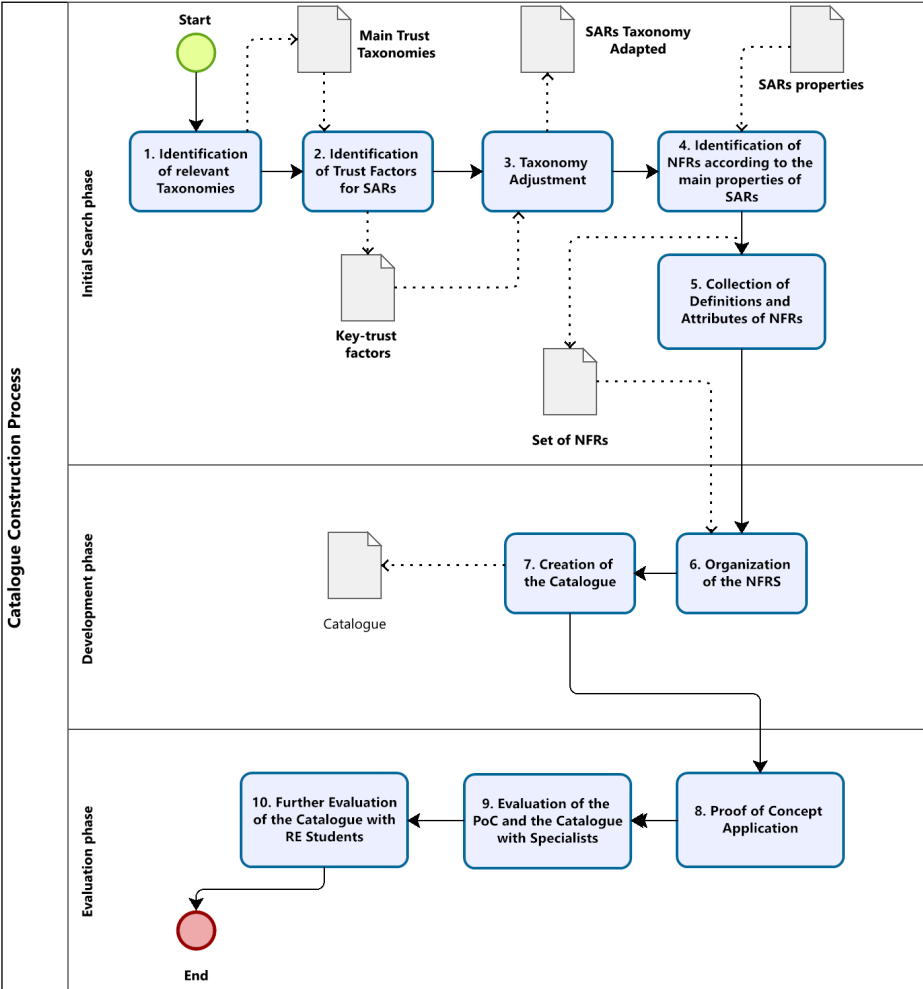 Catalogue Construction Process
Initial Search phase
Start
Main Trust
Taxonomies
SARs Taxonomy
Adapted
SARs properties
1. Identification
of relevant
Taxonomies
2. Identification
of Trust Factors
for SARs
3. Taxonomy
Adjustment
4. Identification of
NFRs according to the
main properties of
SARs
Key-trust
factors
5. Collection of
Definitions and
Attributes of NFRs
Set of NFRs
Development phase
Catalogue
7. Creation of
the Catalogue
6. Organization
of the NFRS
Evaluation phase
10. Further Evaluation
of the Catalogue with
RE Students
9. Evaluation of the
PoC and the Catalogue
with Specialists
8. Proof of Concept
Application
End